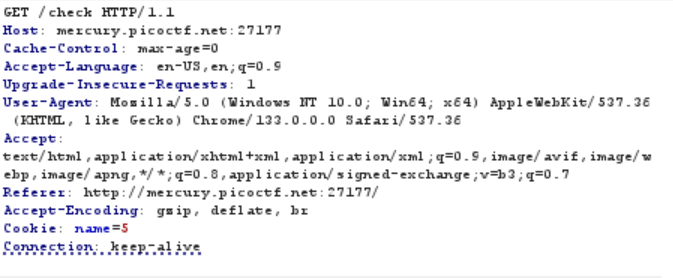 GET /check HTTP/1.1
Host: mercury.picoctf.net:27177
Cache-Control: max-age=0
Accept-Language: en-US,en;q=0.9
Upgrade-Insecure-Requests: 1
User-Agent: Mozilla/5.0 (Windows NT 10.0; Win64; x64) AppleWebKit/537.36
(KHTML, like Gecko) Chrome/133.0.0.0 Safari/537.36
Accept:
text/html,application/xhtml+xml,application/xml;q=0.9,image/avif,image/w
ebp,image/apng,*/*;q=0.8,application/signed-exchange;v=b3;q=0.7
Referer: http://mercury.picoctf.net:27177/
Accept-Encoding: gzip, deflate, br
Cookie: name=5
Connection: keep-alive